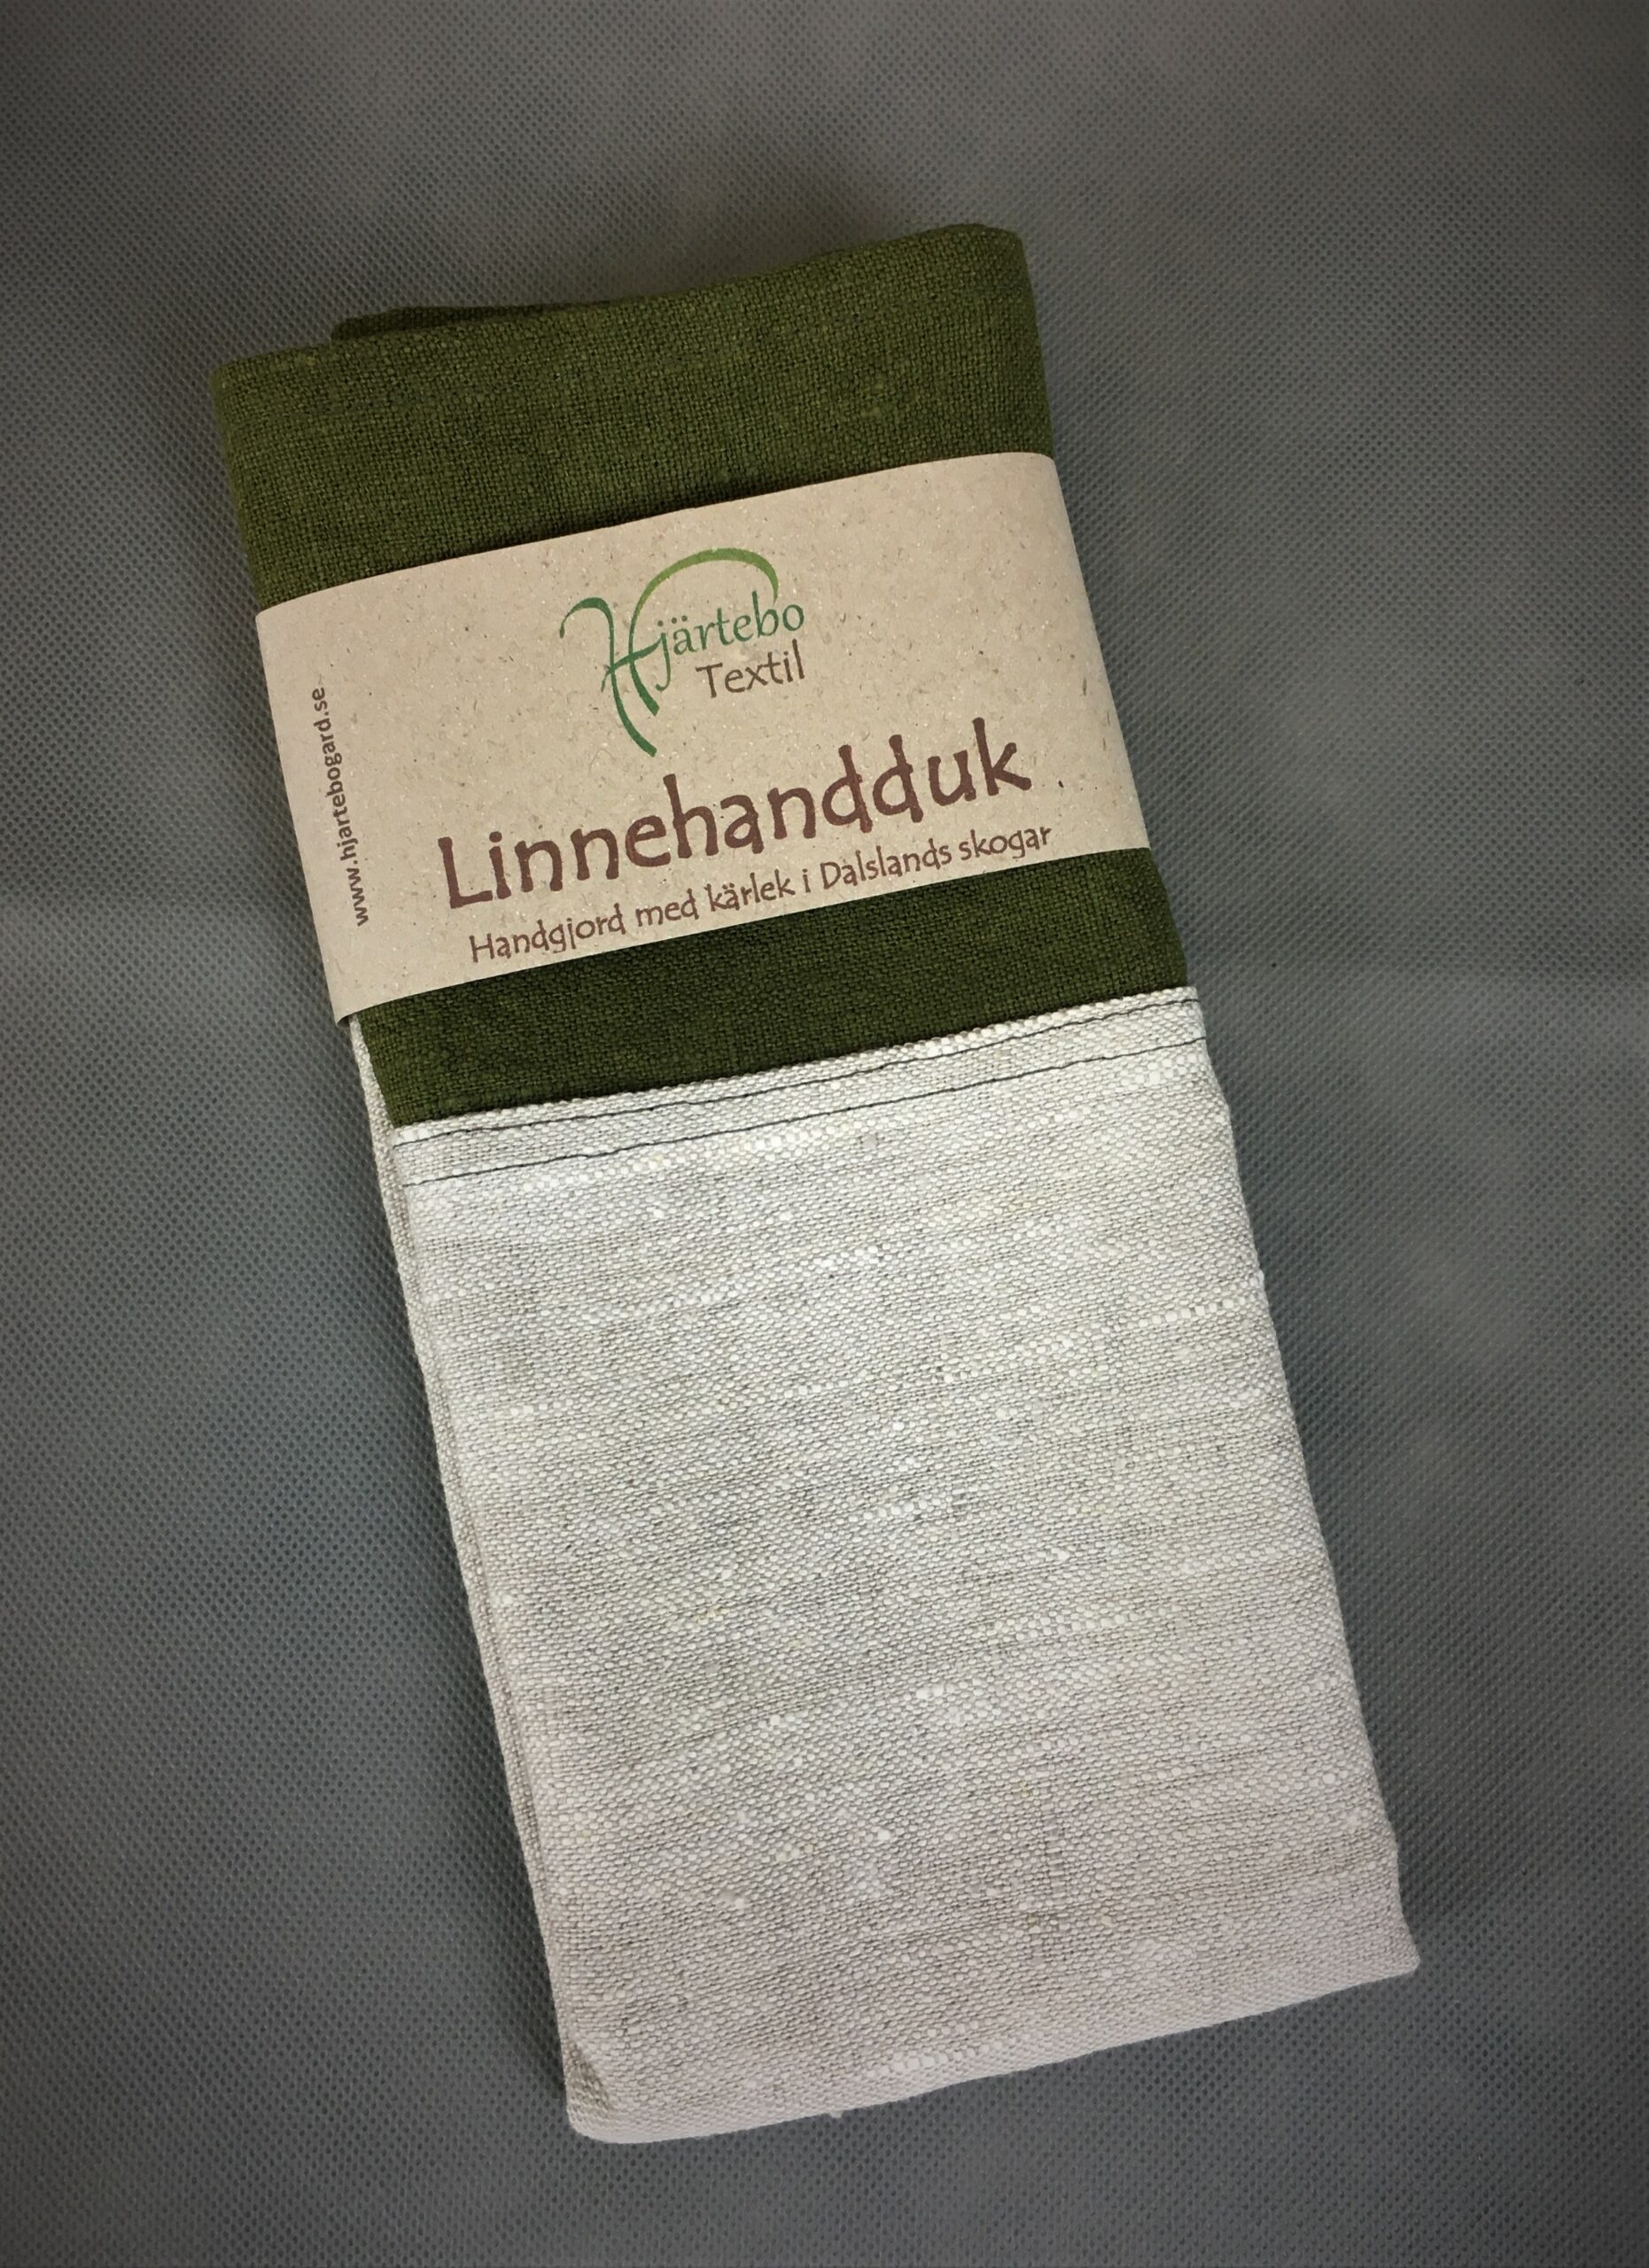 Hjärtebo
Textil
Linnehandduk
Handgjord med kärlek i Dalslands skogar
www.hjartebogard.se